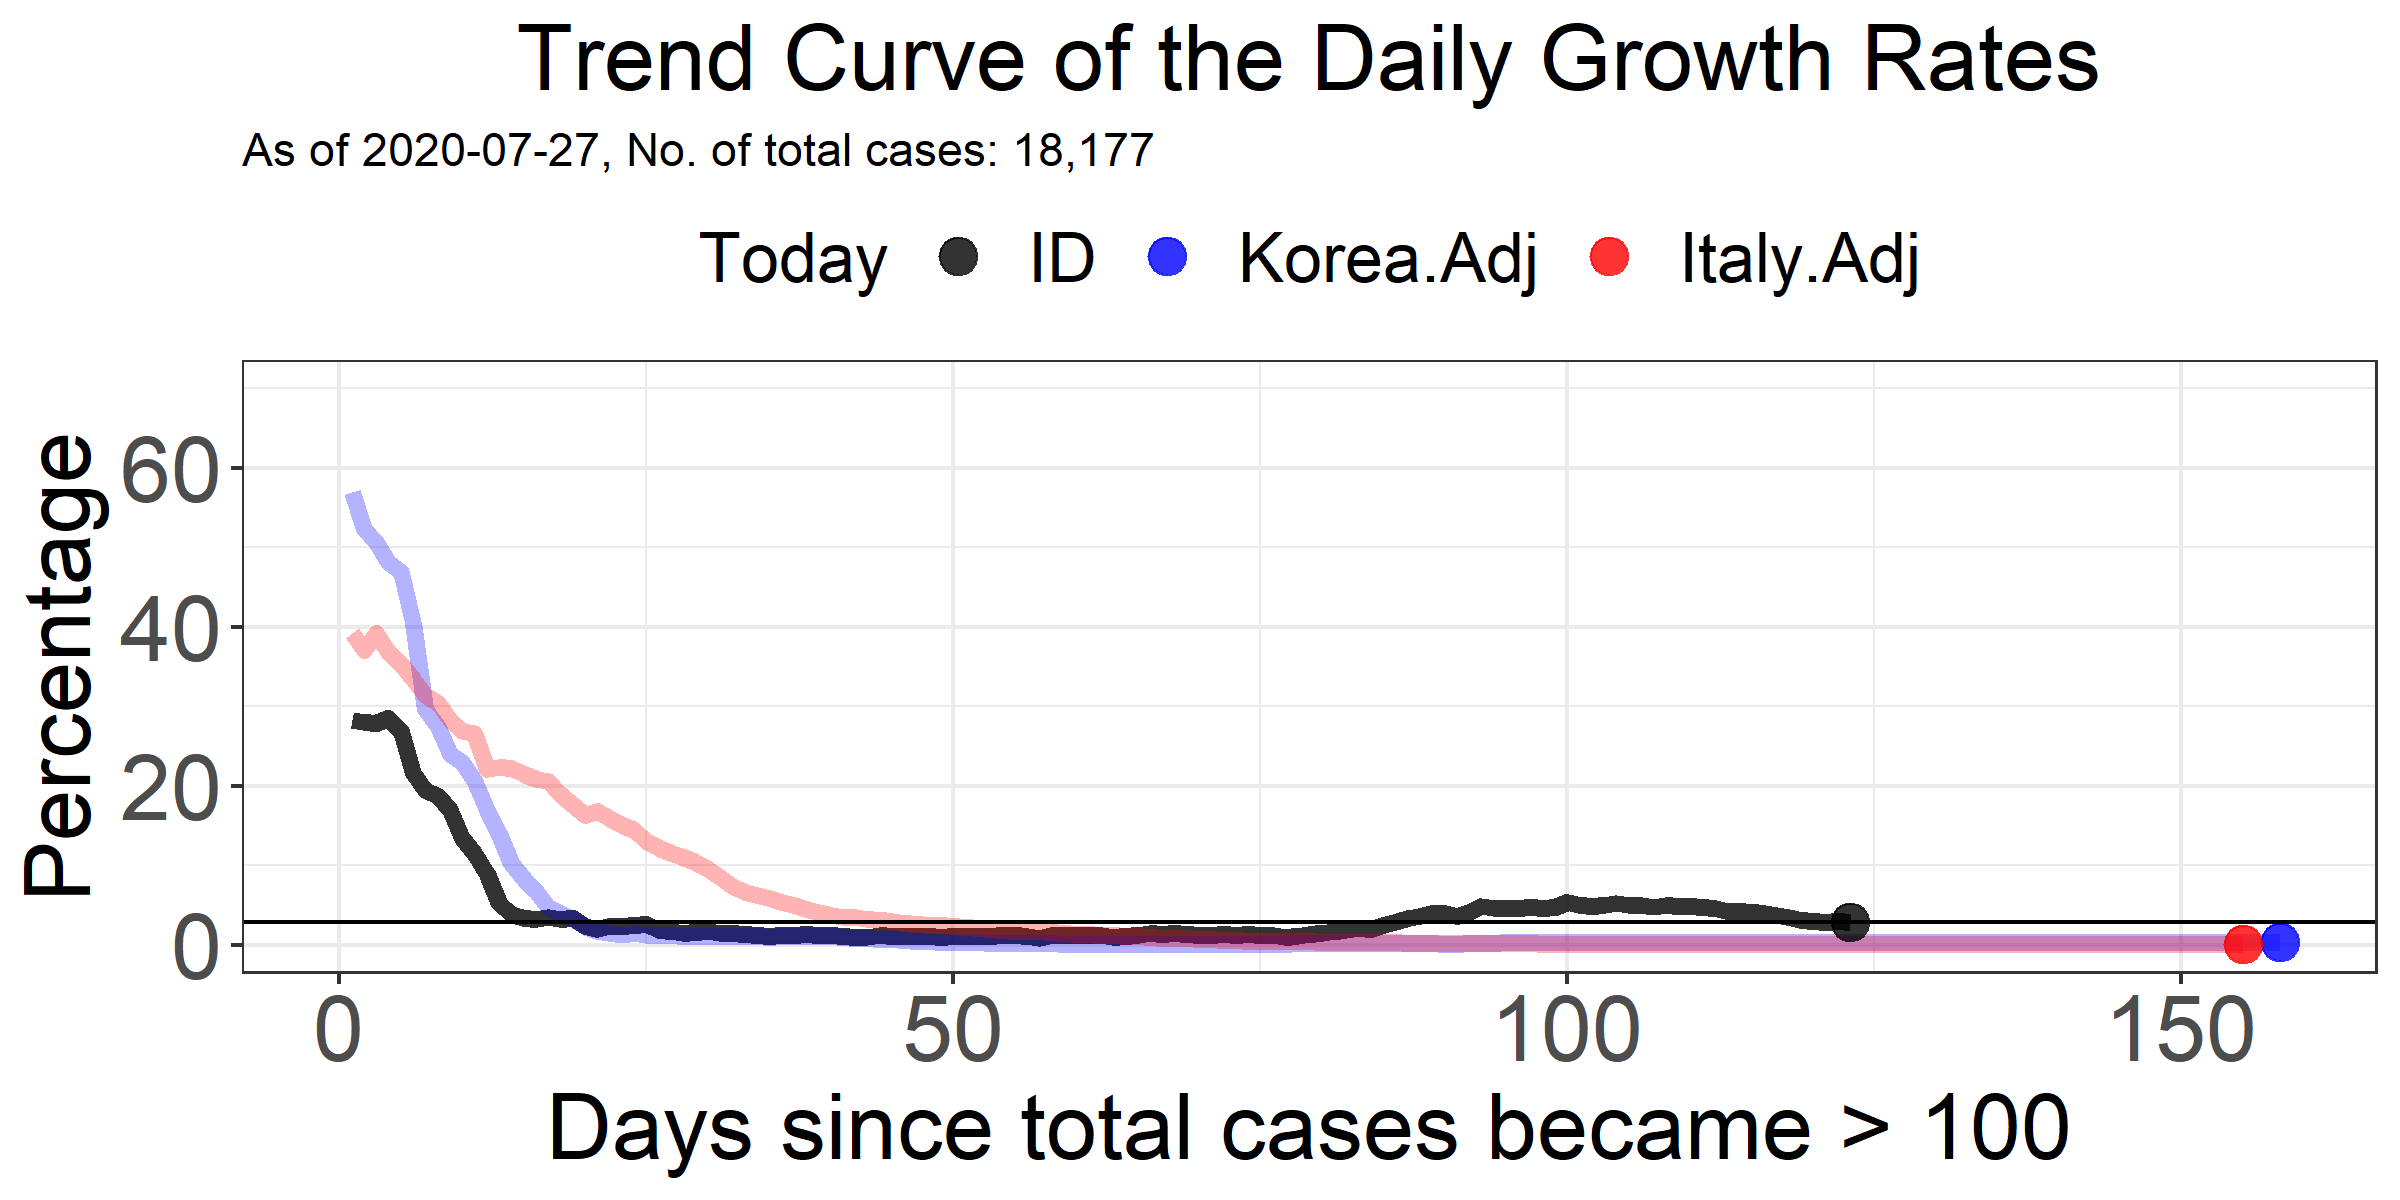 Trend Curve of the Daily Growth Rates
As of 2020-07-27, No. of total cases: 18,177
Today ID Korea.Adj Italy.Adj
Percentage
60
40
20
0
0 50 100 150
Days since total cases became > 100